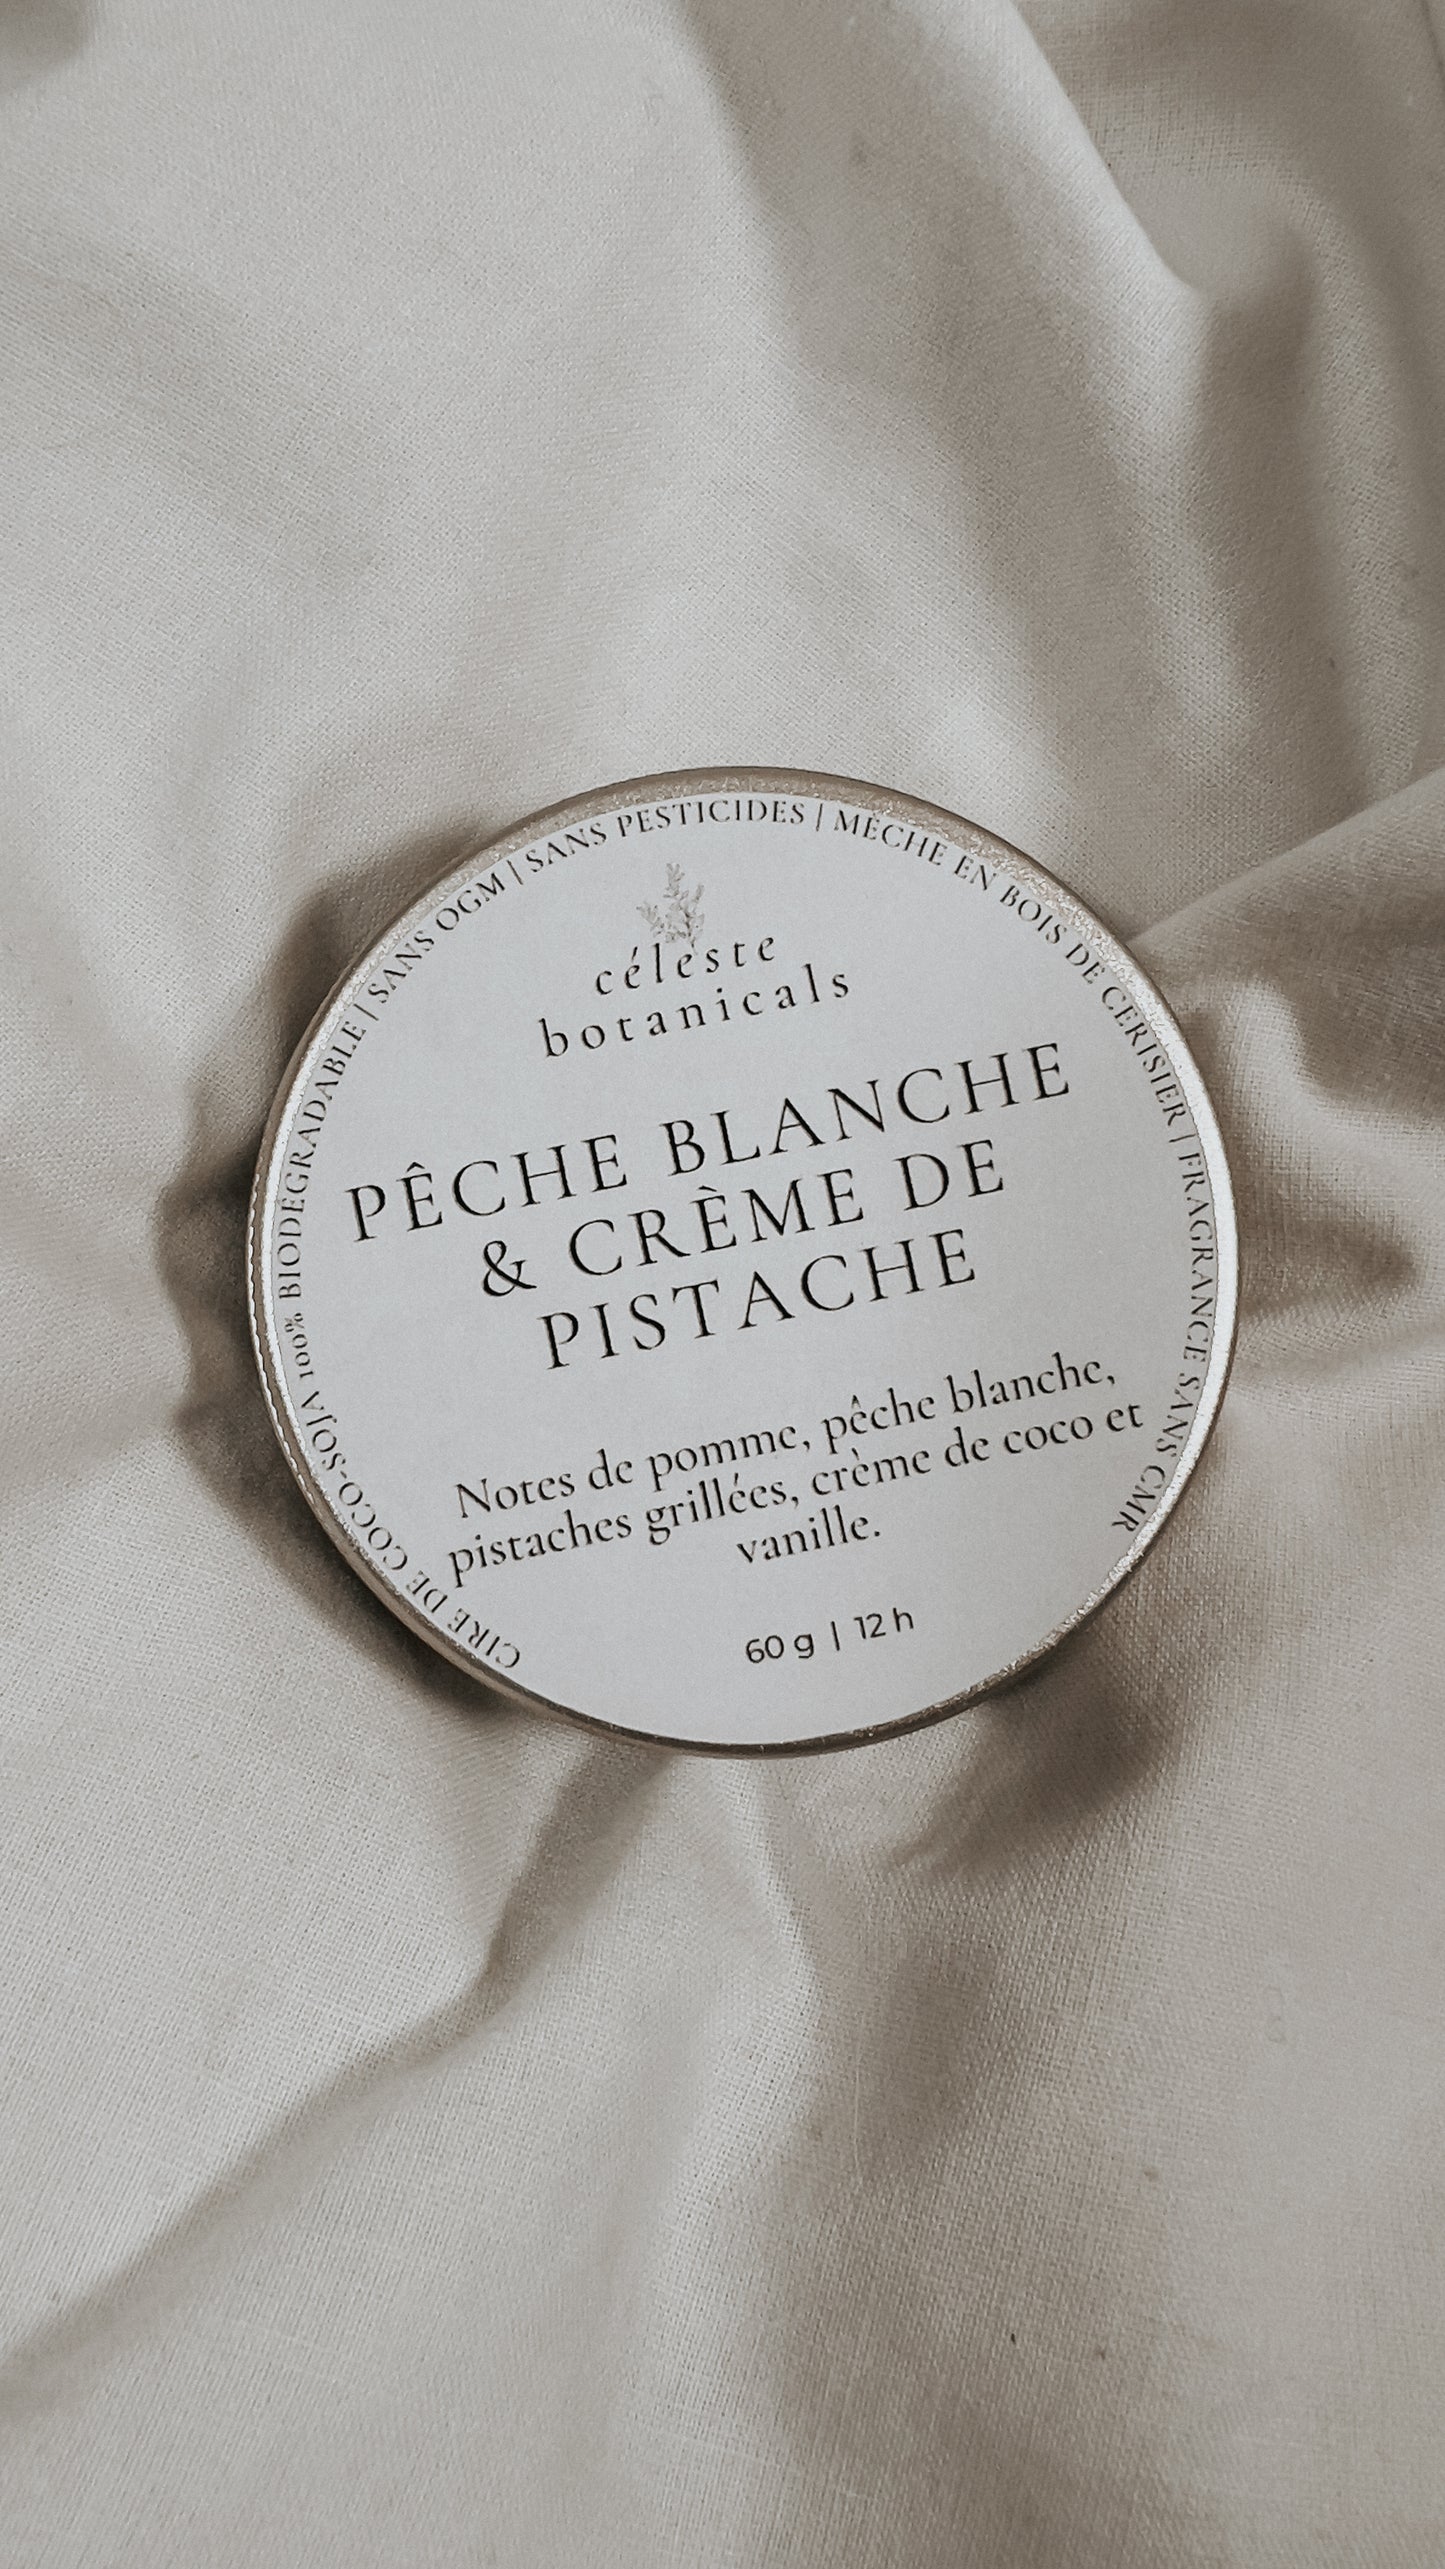 CIRE DE COCO-SOJA 100% BIODEGRADABLE | SANS OGM | SANS PESTICIDES | MÈCHE EN BOIS DE CERISIER | FRAGRANCE SANS CMR
céleste
botanicals
PÊCHE BLANCHE
& CRÈME DE
PISTACHE
Notes de pomme, pêche blanche,
pistaches grillées, crème de coco et
vanille.
60 g | 12 h